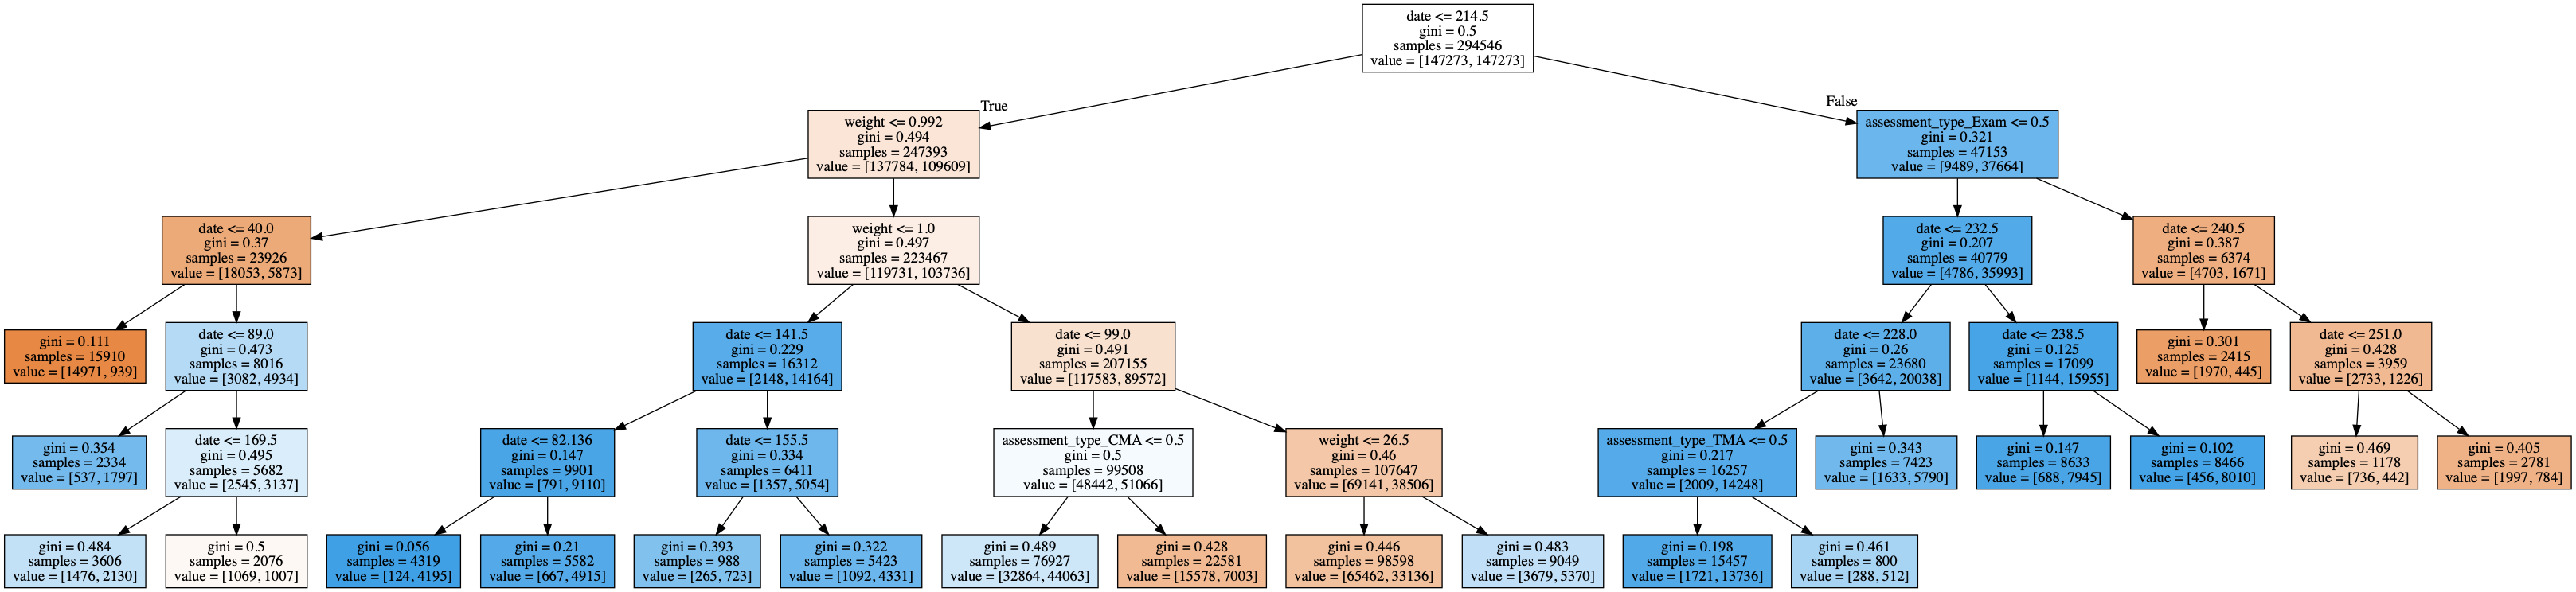 date <= 214.5
gini = 0.5
samples = 294546
value = [147273, 147273]
True
False
weight <= 0.992
gini = 0.494
samples = 247393
value = [137784, 109609]
assessment_type_Exam <= 0.5
gini = 0.321
samples = 47153
value = [9489, 37664]
date <= 40.0
gini = 0.37
samples = 23926
value = [18053, 5873]
weight <= 1.0
gini = 0.497
samples = 223467
value = [119731, 103736]
date <= 232.5
gini = 0.207
samples = 40779
value = [4786, 35993]
date <= 240.5
gini = 0.387
samples = 6374
value = [4703, 1671]
gini = 0.111
samples = 15910
value = [14971, 939]
date <= 89.0
gini = 0.473
samples = 8016
value = [3082, 4934]
date <= 141.5
gini = 0.229
samples = 16312
value = [2148, 14164]
date <= 99.0
gini = 0.491
samples = 207155
value = [117583, 89572]
date <= 228.0
gini = 0.26
samples = 23680
value = [3642, 20038]
date <= 238.5
gini = 0.125
samples = 17099
value = [1144, 15955]
gini = 0.301
samples = 2415
value = [1970, 445]
date <= 251.0
gini = 0.428
samples = 3959
value = [2733, 1226]
gini = 0.354
samples = 2334
value = [537, 1797]
date <= 169.5
gini = 0.495
samples = 5682
value = [2545, 3137]
date <= 82.136
gini = 0.147
samples = 9901
value = [791, 9110]
date <= 155.5
gini = 0.334
samples = 6411
value = [1357, 5054]
assessment_type_CMA <= 0.5
gini = 0.5
samples = 99508
value = [48442, 51066]
weight <= 26.5
gini = 0.46
samples = 107647
value = [69141, 38506]
assessment_type_TMA <= 0.5
gini = 0.217
samples = 16257
value = [2009, 14248]
gini = 0.343
samples = 7423
value = [1633, 5790]
gini = 0.147
samples = 8633
value = [688, 7945]
gini = 0.102
samples = 8466
value = [456, 8010]
gini = 0.469
samples = 1178
value = [736, 442]
gini = 0.405
samples = 2781
value = [1997, 784]
gini = 0.484
samples = 3606
value = [1476, 2130]
gini = 0.5
samples = 2076
value = [1069, 1007]
gini = 0.056
samples = 4319
value = [124, 4195]
gini = 0.21
samples = 5582
value = [667, 4915]
gini = 0.393
samples = 988
value = [265, 723]
gini = 0.322
samples = 5423
value = [1092, 4331]
gini = 0.489
samples = 76927
value = [32864, 44063]
gini = 0.428
samples = 22581
value = [15578, 7003]
gini = 0.446
samples = 98598
value = [65462, 33136]
gini = 0.483
samples = 9049
value = [3679, 5370]
gini = 0.198
samples = 15457
value = [1721, 13736]
gini = 0.461
samples = 800
value = [288, 512]